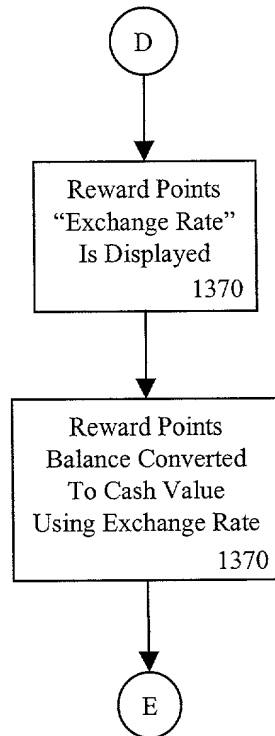 D
Reward Points
“Exchange Rate”
Is Displayed
1370
Reward Points
Balance Converted
To Cash Value
Using Exchange Rate
1370
E